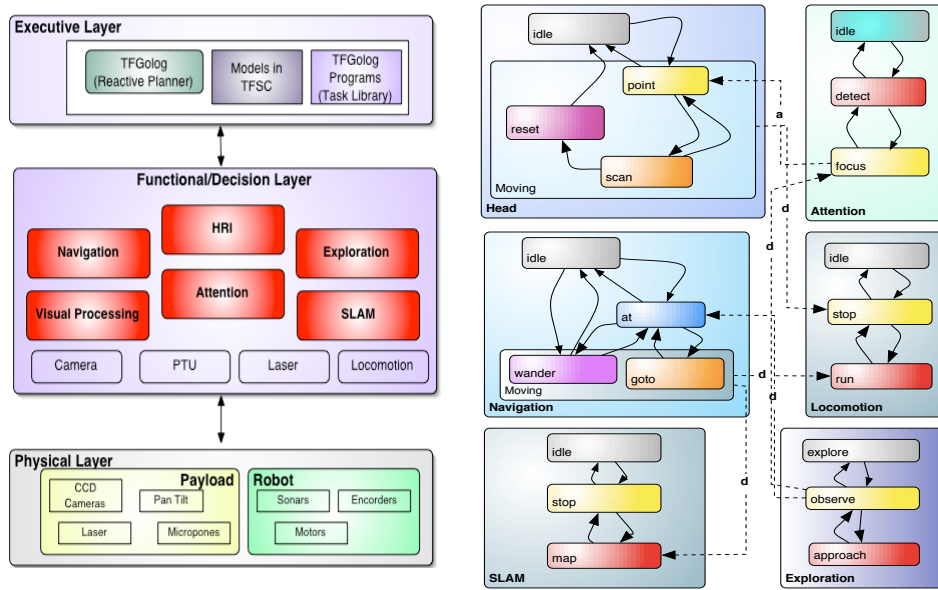 Executive Layer
TFGolog
(Reactive Planner)
Models in
TFSC
TFGolog
Programs
(Task Library)
Functional/Decision Layer
HRI
Navigation
Exploration
Attention
Visual Processing
SLAM
Camera
PTU
Laser
Locomotion
Physical Layer
Payload
CCD
Cameras
Pan Tilt
Laser
Micropones
Robot
Sonars
Encorders
Motors
idle
point
reset
scan
Moving
Head
a
d
d
idle
detect
focus
Attention
idle
at
wander
goto
Moving
Navigation
d
d
d
idle
stop
run
Locomotion
idle
stop
map
SLAM
explore
observe
approach
Exploration